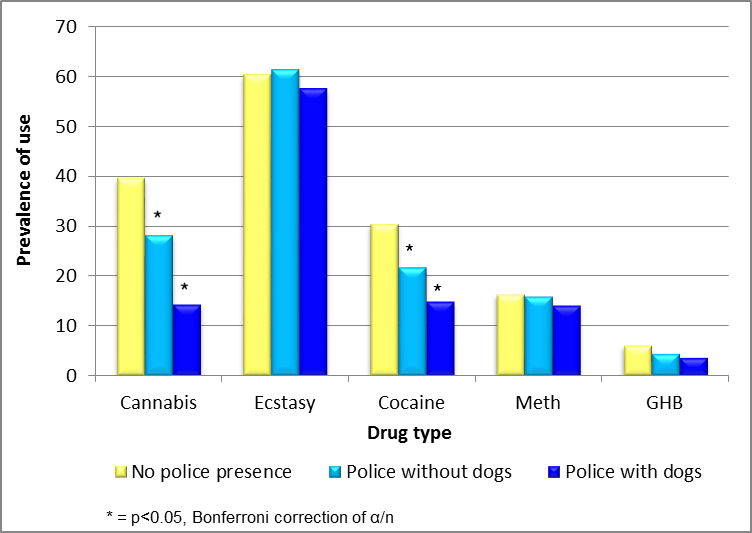 70
60
50
40
30
20
10
0
Prevalence of use
*
*
*
*
Cannabis Ecstasy Cocaine Meth GHB
Drug type
No police presence Police without dogs Police with dogs
* = p<0.05, Bonferroni correction of α/n